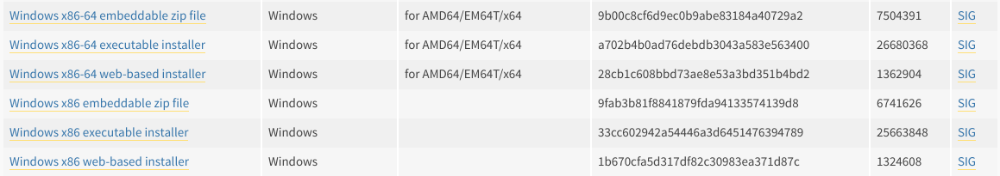 Windows x86-64 embeddable zip file Windows for AMD64/EM64T/x64 9b00c8cf6d9ec0b9abe83184a40729a2 7504391 SIG
Windows x86-64 executable installer Windows for AMD64/EM64T/x64 a702b4b0ad76debdb3043a583e563400 26680368 SIG
Windows x86-64 web-based installer Windows for AMD64/EM64T/x64 28cb1c608bbd73ae8e53a3bd351b4bd2 1362904 SIG
Windows x86 embeddable zip file Windows 9fab3b81f8841879fda94133574139d8 6741626 SIG
Windows x86 executable installer Windows 33cc602942a54446a3d6451476394789 25663848 SIG
Windows x86 web-based installer Windows 1b670cfa5d317df82c30983ea371d87c 1324608 SIG